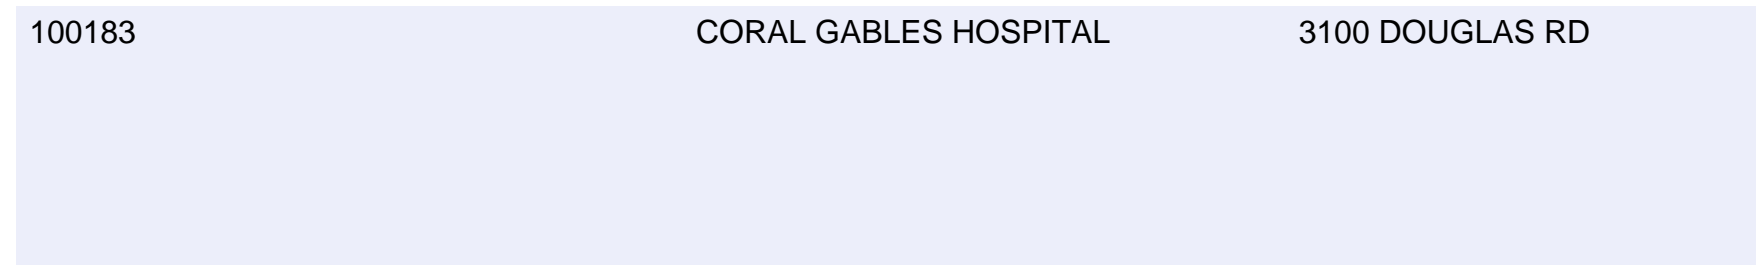 100183 CORAL GABLES HOSPITAL 3100 DOUGLAS RD